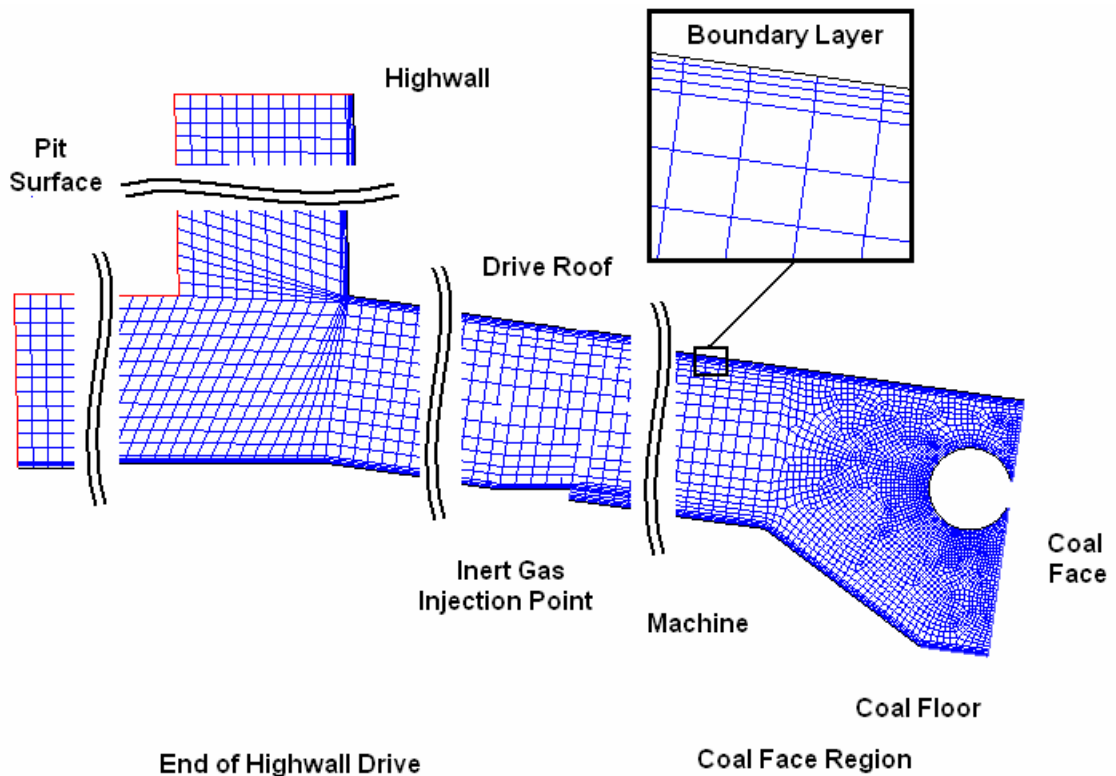 Boundary Layer
Highwall
Pit
Surface
Drive Roof
Inert Gas
Injection Point
Coal
Face
Machine
Coal Floor
End of Highwall Drive
Coal Face Region